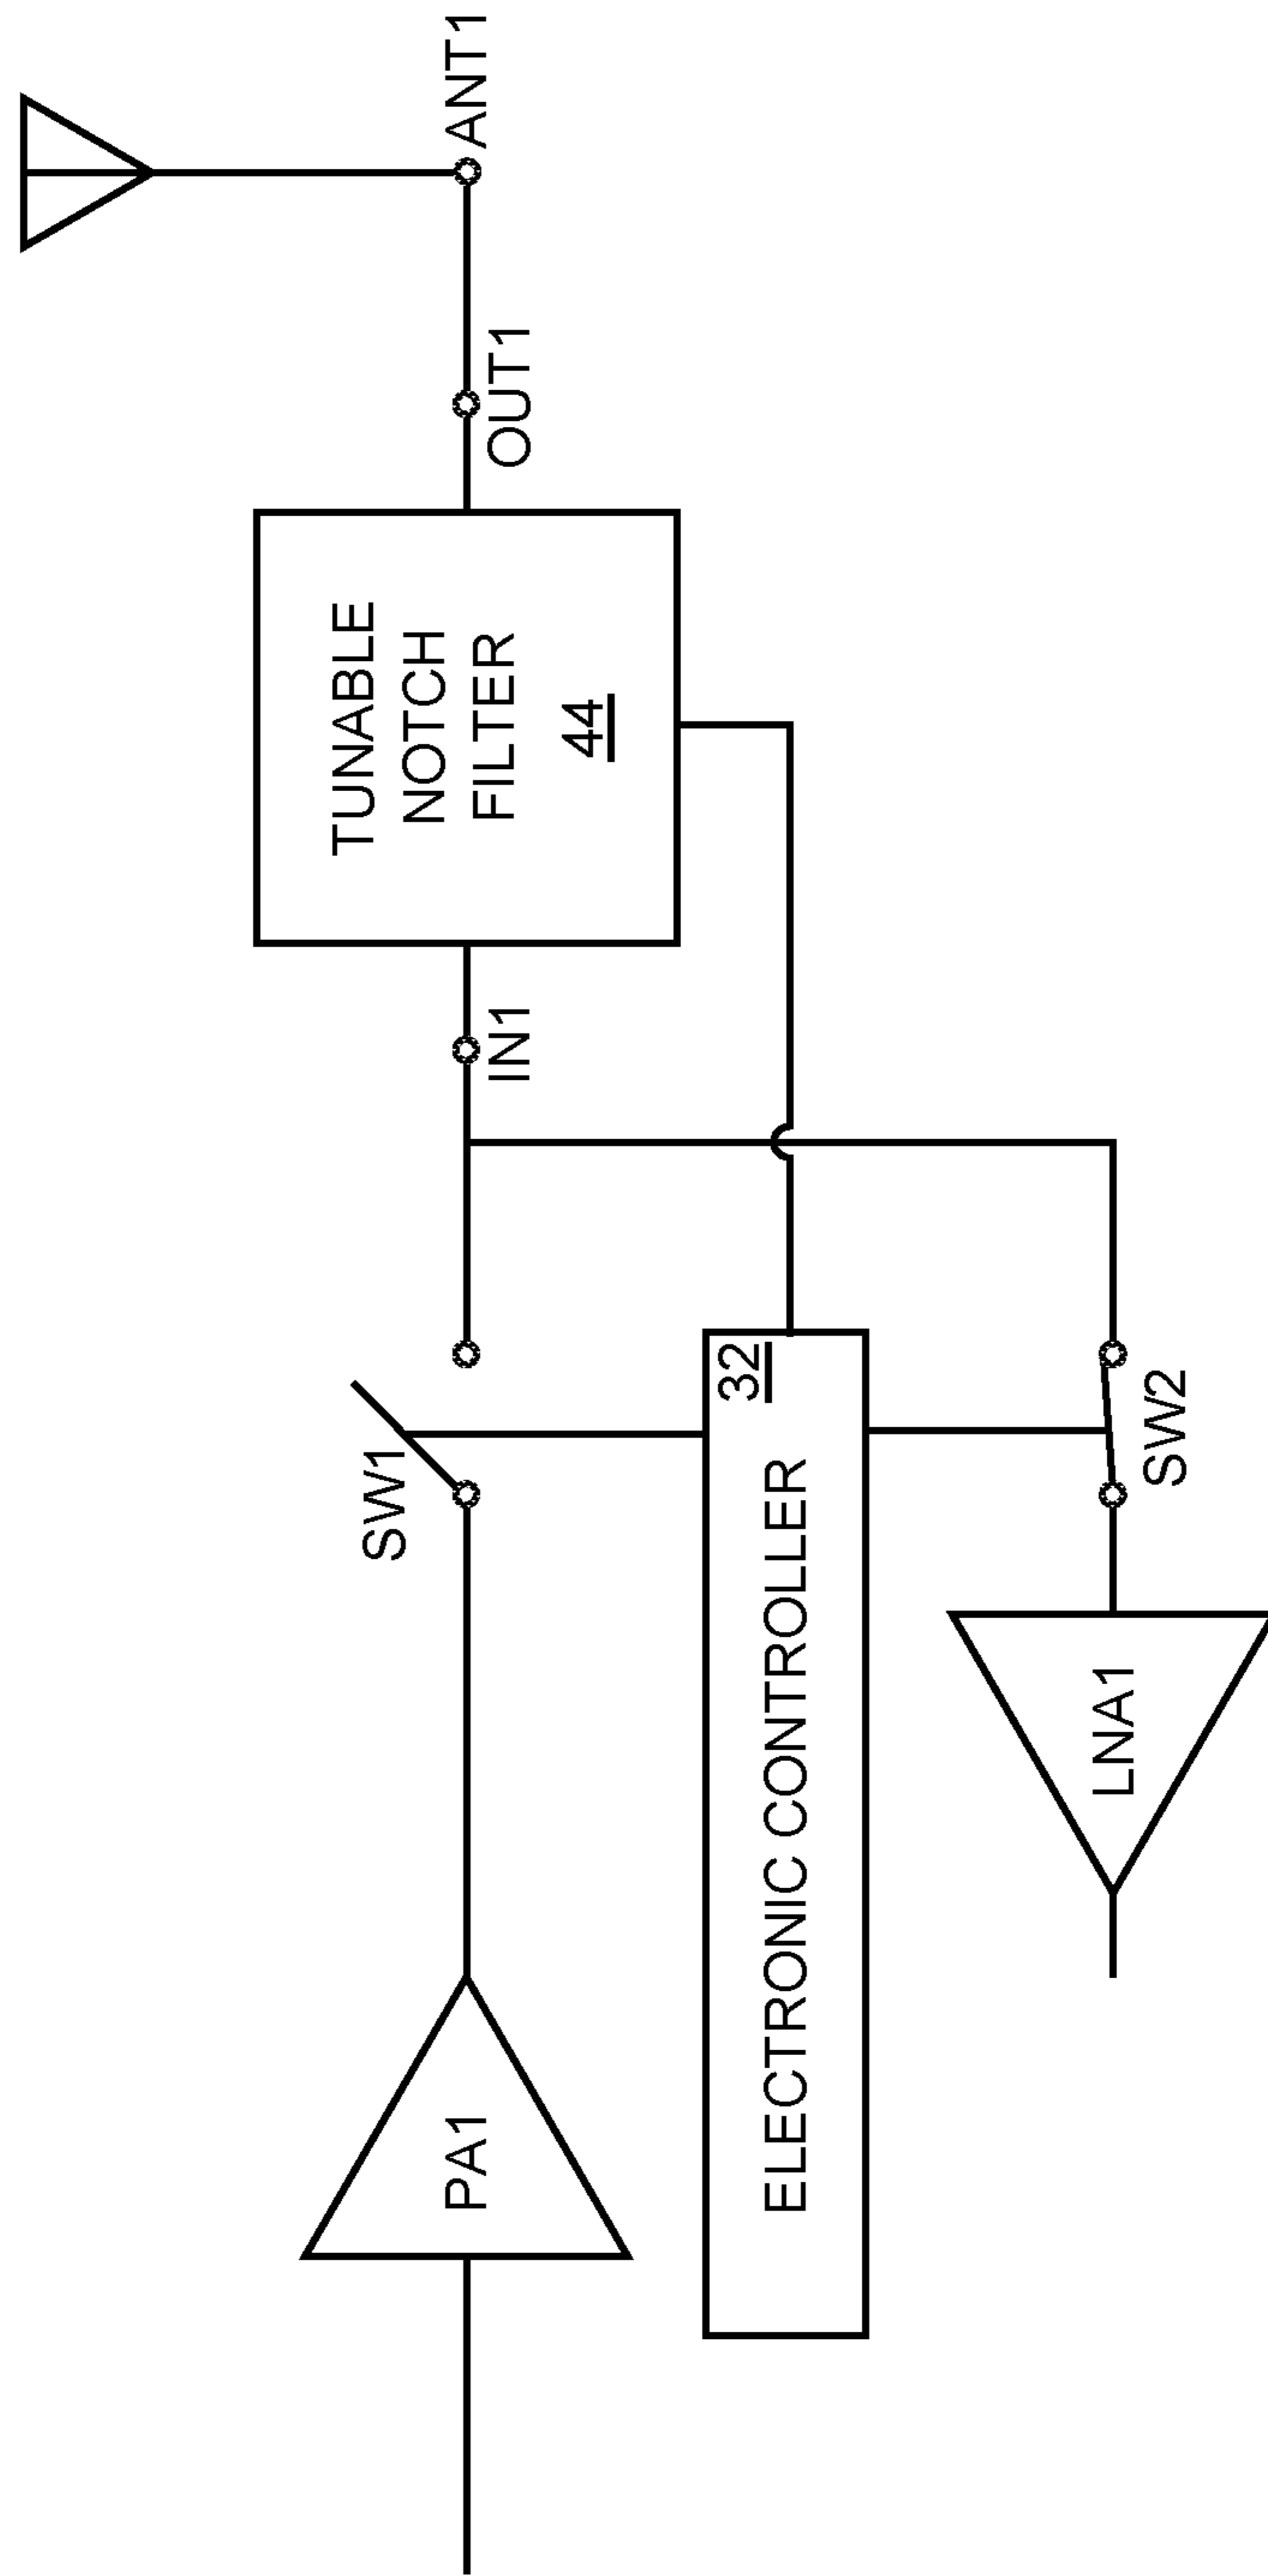 ANT1
OUT1
TUNABLE
NOTCH
FILTER
44
IN1
SW1
PA1
32
ELECTRONIC CONTROLLER
SW2
LNA1